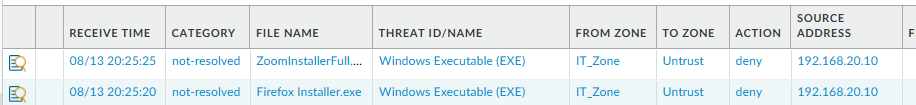 RECEIVE TIME CATEGORY FILE NAME THREAT ID/NAME FROM ZONE TO ZONE ACTION SOURCE ADDRESS F
08/13 20:25:25 not-resolved ZoomInstallerFull.... Windows Executable (EXE) IT_Zone Untrust deny 192.168.20.10
08/13 20:25:20 not-resolved Firefox Installer.exe Windows Executable (EXE) IT_Zone Untrust deny 192.168.20.10